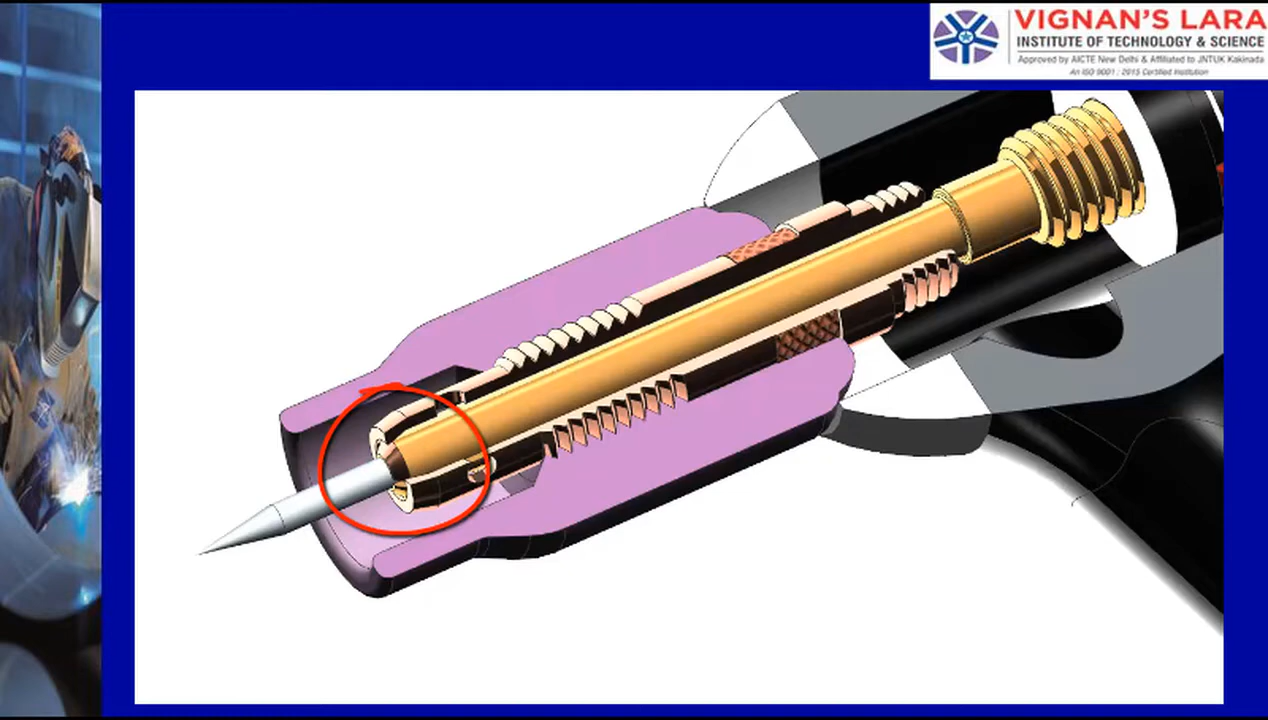 VIGNAN'S LARA
INSTITUTE OF TECHNOLOGY & SCIENCE
Approved by AICTE New Delhi & Affiliated to JNTUK Kakinada
An ISO 9001 : 2015 Certified Institution